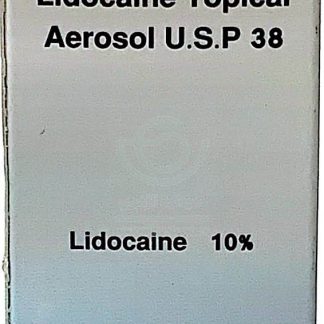 Lidocaine Topical
Aerosol U.S.P 38
Lidocaine 10%